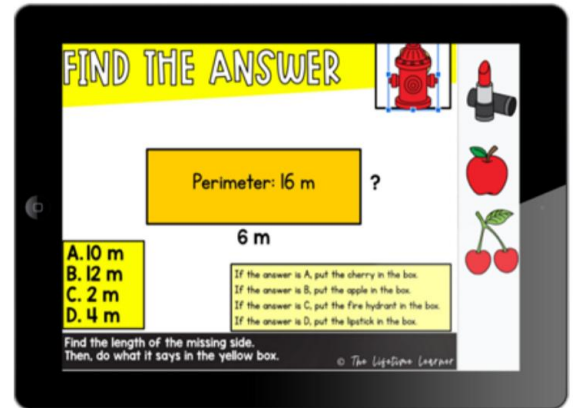 FIND THE ANSWER
Perimeter: 16 m
?
6 m
A. 10 m
B. 12 m
C. 2 m
D. 4 m
If the answer is A, put the cherry in the box.
If the answer is B, put the apple in the box.
If the answer is C, put the fire hydrant in the box.
If the answer is D, put the lipstick in the box.
Find the length of the missing side.
Then, do what it says in the yellow box.
© The Lifetime Learner